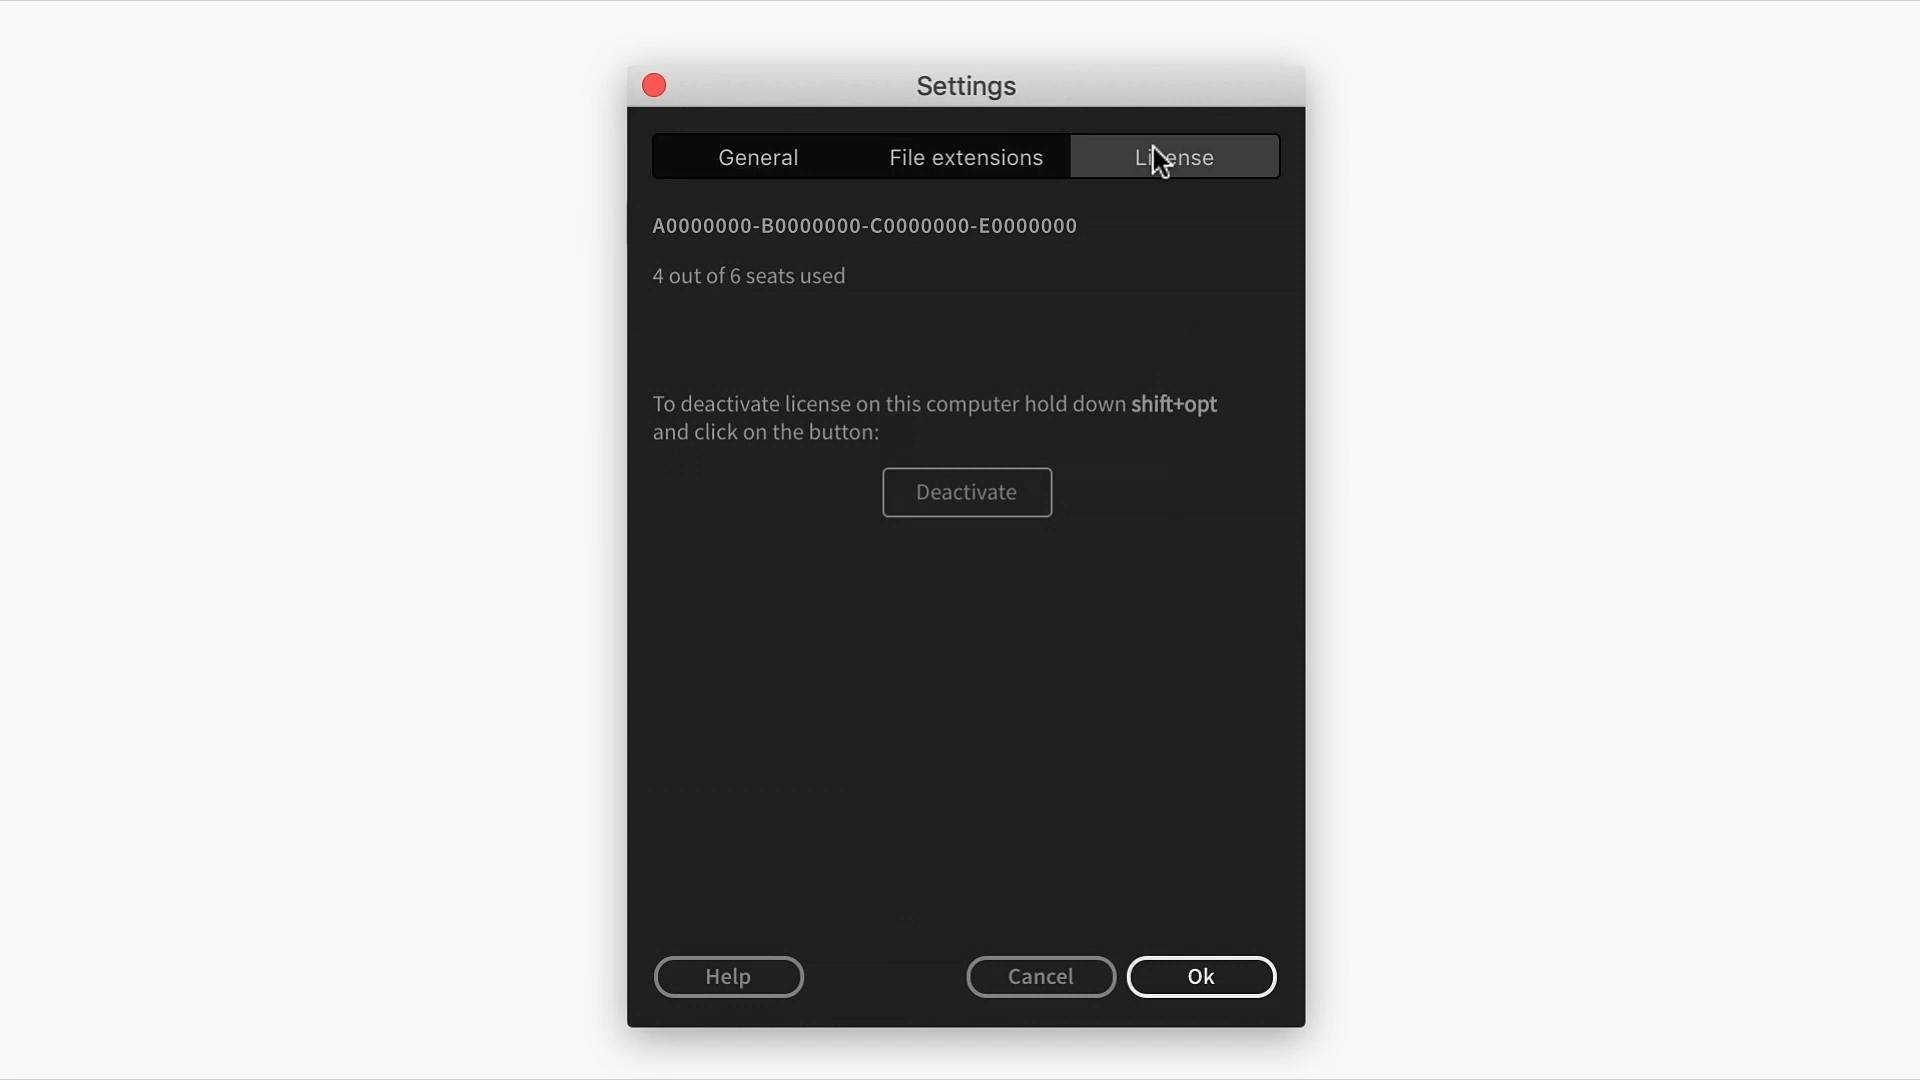 Settings
General
File extensions
License
A0000000-B0000000-C0000000-E0000000
4 out of 6 seats used
To deactivate license on this computer hold down shift+opt
and click on the button:
Deactivate
Help
Cancel
Ok